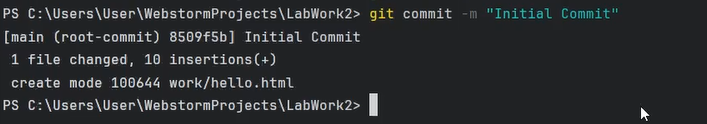 PS C:\Users\User\WebstormProjects\LabWork2> git commit -m "Initial Commit"
[main (root-commit) 8509f5b] Initial Commit
 1 file changed, 10 insertions(+)
 create mode 100644 work/hello.html
PS C:\Users\User\WebstormProjects\LabWork2>